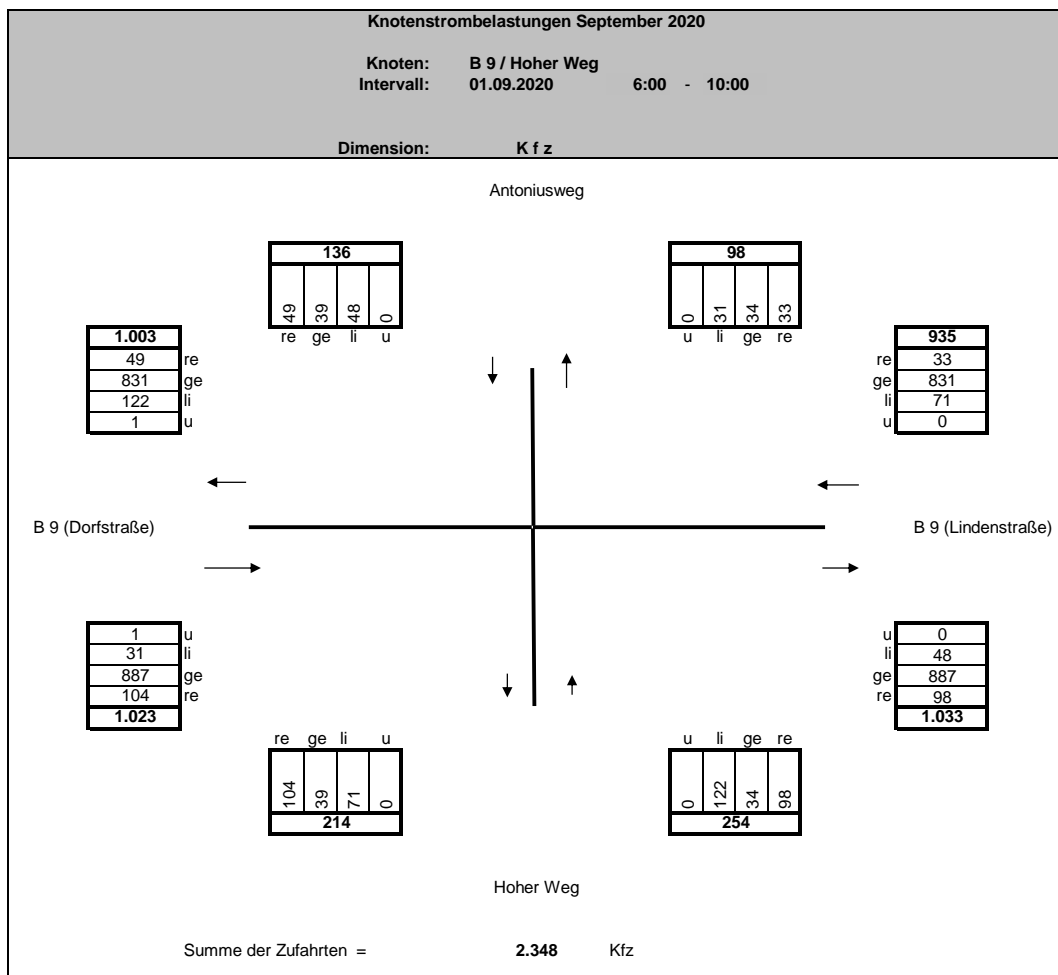 Knotenstrombelastungen September 2020
Knoten: B 9 / Hoher Weg
Intervall: 01.09.2020 6:00 - 10:00
Dimension: K f z
Antoniusweg
136
49 39 48 0
re ge li u
98
0 31 34 33
u li ge re
1.003
49 re
831 ge
122 li
1 u
935
re 33
ge 831
li 71
u 0
B 9 (Dorfstraße)
B 9 (Lindenstraße)
1 u
31 li
887 ge
104 re
1.023
u 0
li 48
ge 887
re 98
1.033
re ge li u
104 39 71 0
214
u li ge re
0 122 34 98
254
Hoher Weg
Summe der Zufahrten = 2.348 Kfz